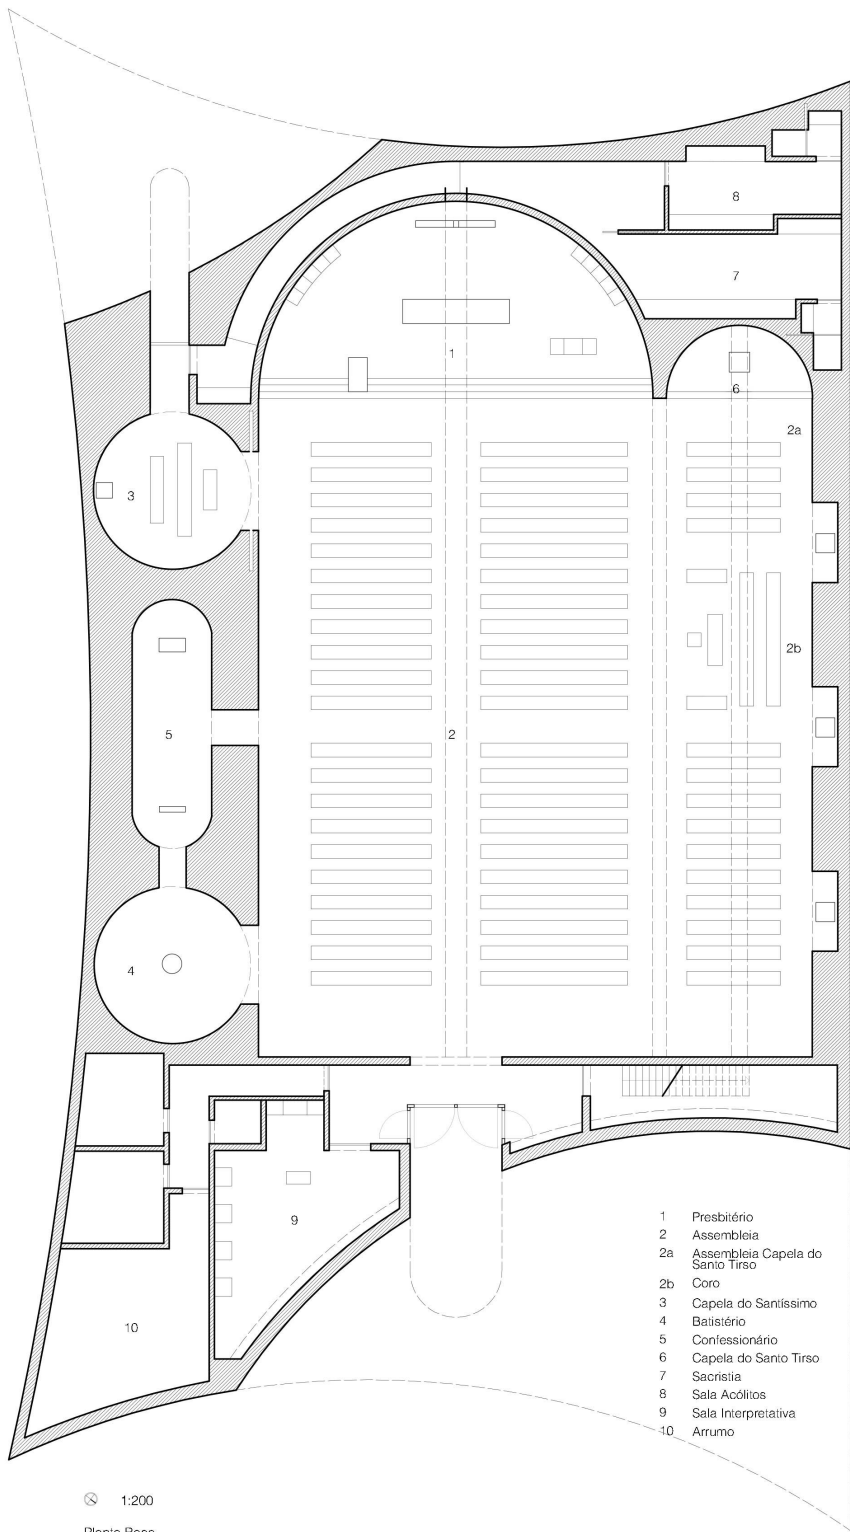 8
7
1
6
2a
3
2b
5
2
4
9
10
1 Presbitério
2 Assembleia
2a Assembleia Capela do
Santo Tirso
2b Coro
3 Capela do Santíssimo
4 Batistério
5 Confessionário
6 Capela do Santo Tirso
7 Sacristia
8 Sala Acólitos
9 Sala Interpretativa
10 Arrumo
1:200